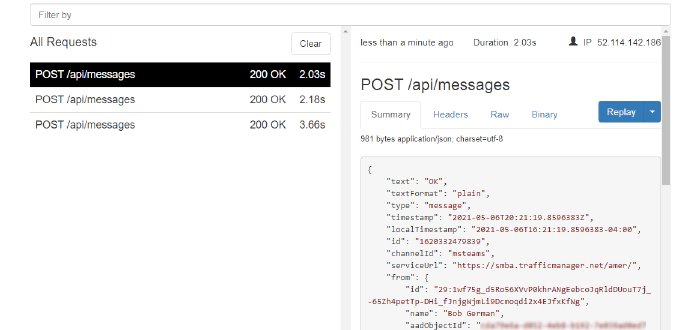 Filter by
All Requests
Clear
POST /api/messages 200 OK 2.03s
POST /api/messages 200 OK 2.18s
POST /api/messages 200 OK 3.66s
less than a minute ago Duration 2.03s IP 52.114.142.186
POST /api/messages
Summary Headers Raw Binary Replay
981 bytes application/json; charset=utf-8
{
"text": "OK",
"textFormat": "plain",
"type": "message",
"timestamp": "2021-05-06T20:21:19.8596383Z",
"localTimestamp": "2021-05-06T16:21:19.8596383-04:00",
"id": "1620332479839",
"channelId": "msteams",
"serviceUrl": "https://smba.trafficmanager.net/amer/",
"from": {
"id": "29:1wf75g_d5Ro56XVvP0khrANgEebcoJqRldDUouT7j_
-65Zh4petTp-DHi_fJnjgWjmLi9Dcmoqdi2x4EJfxKfNg",
"name": "Bob German",
"aadObjectId":